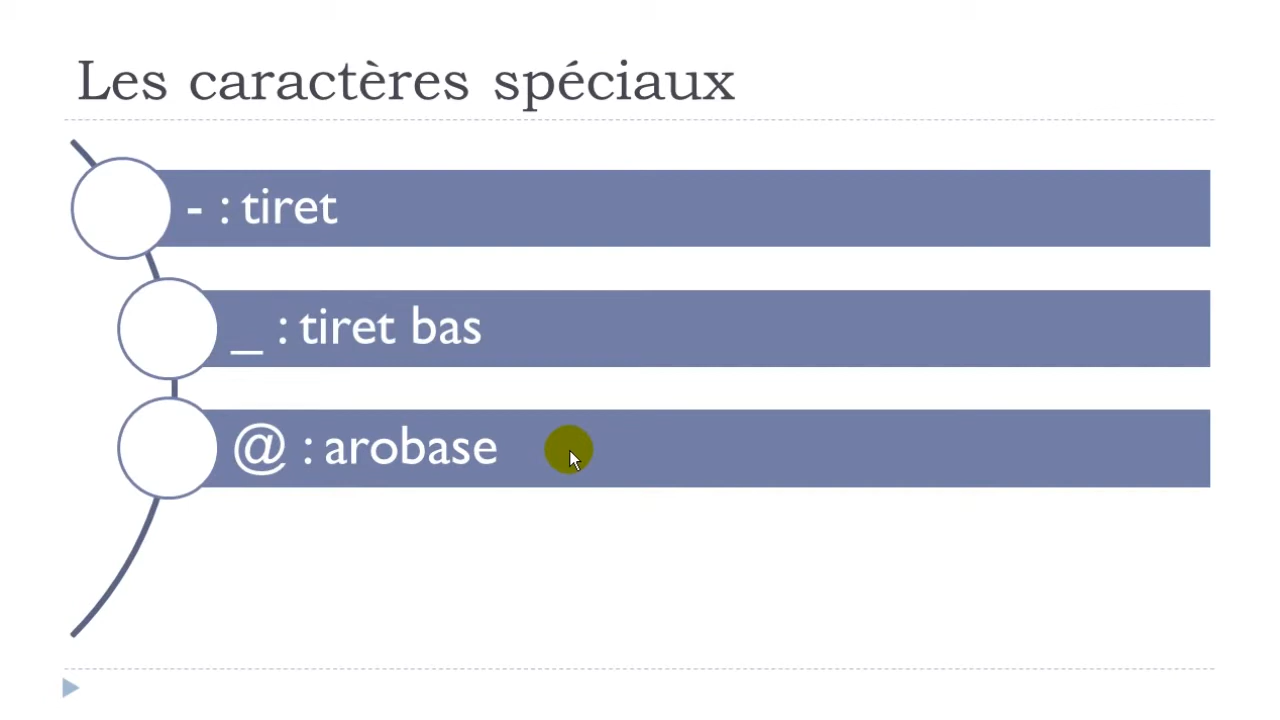 Les caractères spéciaux
- : tiret
_ : tiret bas
@ : arobase